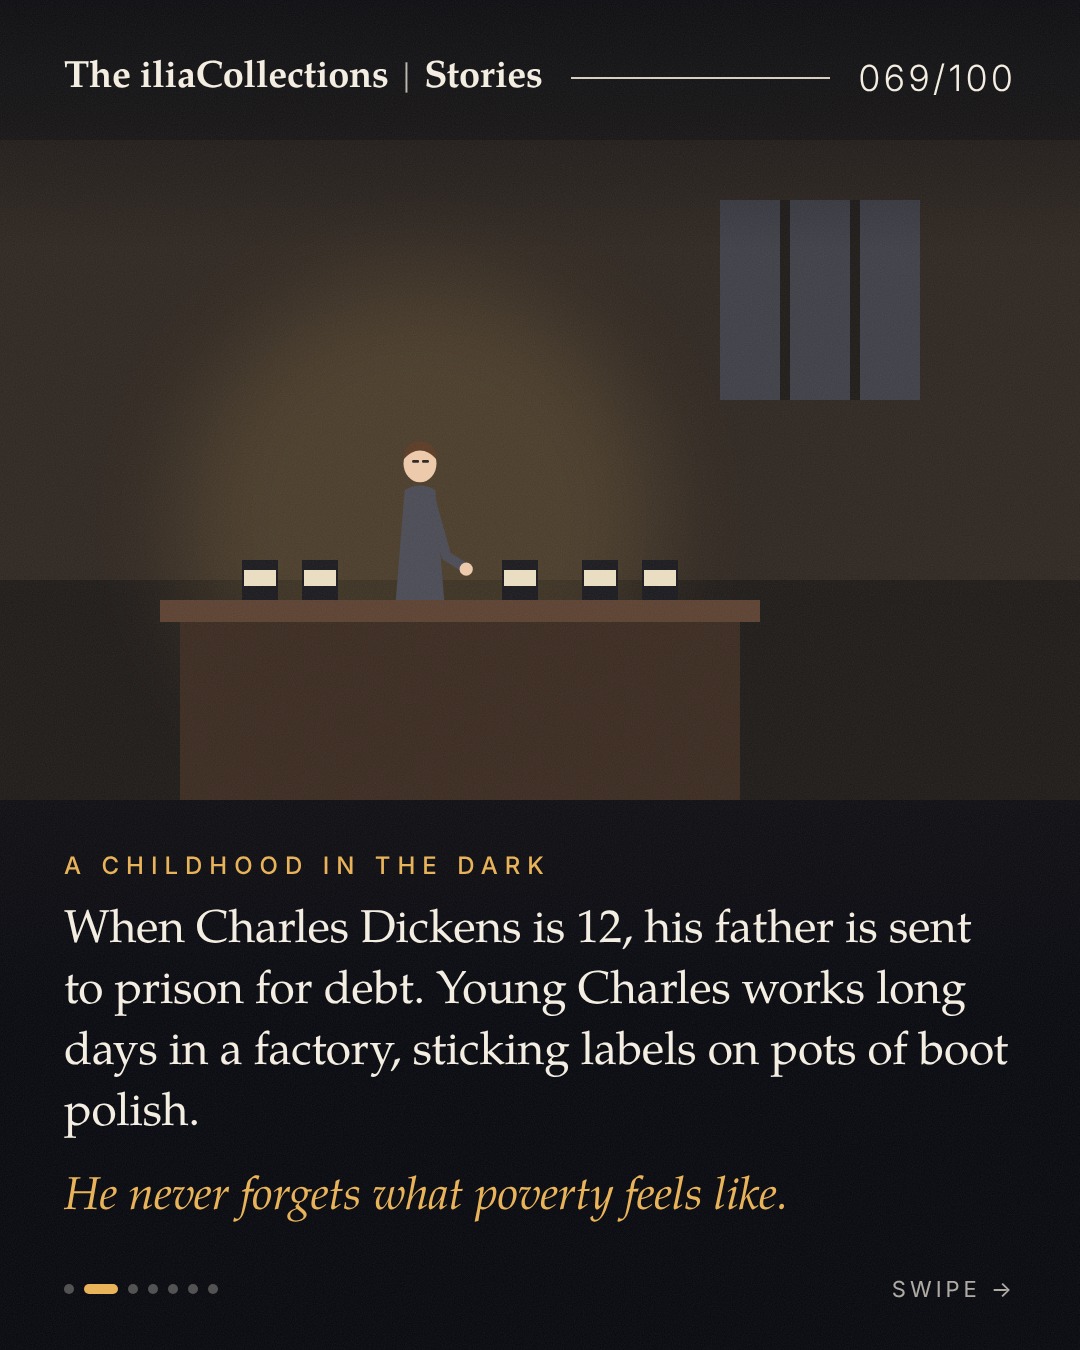 The iliaCollections | Stories 069/100
A CHILDHOOD IN THE DARK
When Charles Dickens is 12, his father is sent
to prison for debt. Young Charles works long
days in a factory, sticking labels on pots of boot
polish.
He never forgets what poverty feels like.
SWIPE →